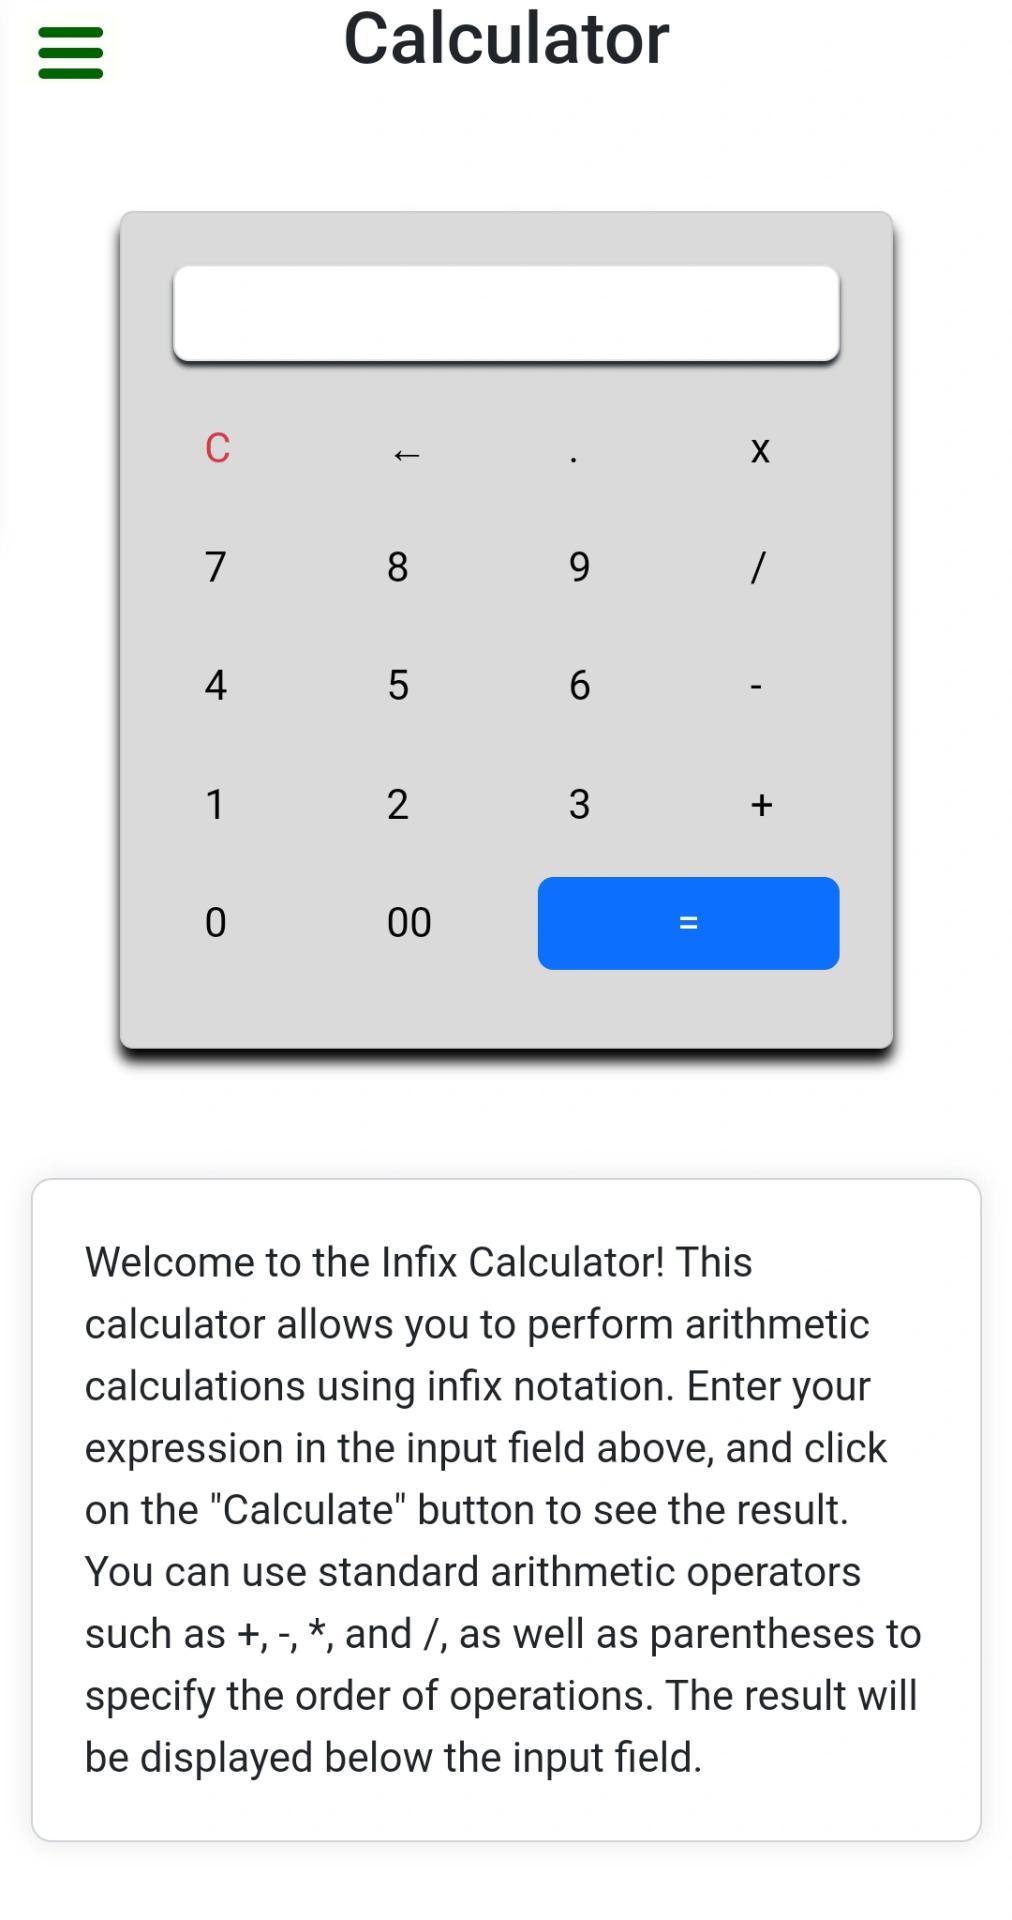 Calculator
C ← . x
7 8 9 /
4 5 6 -
1 2 3 +
0 00 =
Welcome to the Infix Calculator! This
calculator allows you to perform arithmetic
calculations using infix notation. Enter your
expression in the input field above, and click
on the "Calculate" button to see the result.
You can use standard arithmetic operators
such as +, -, *, and /, as well as parentheses to
specify the order of operations. The result will
be displayed below the input field.